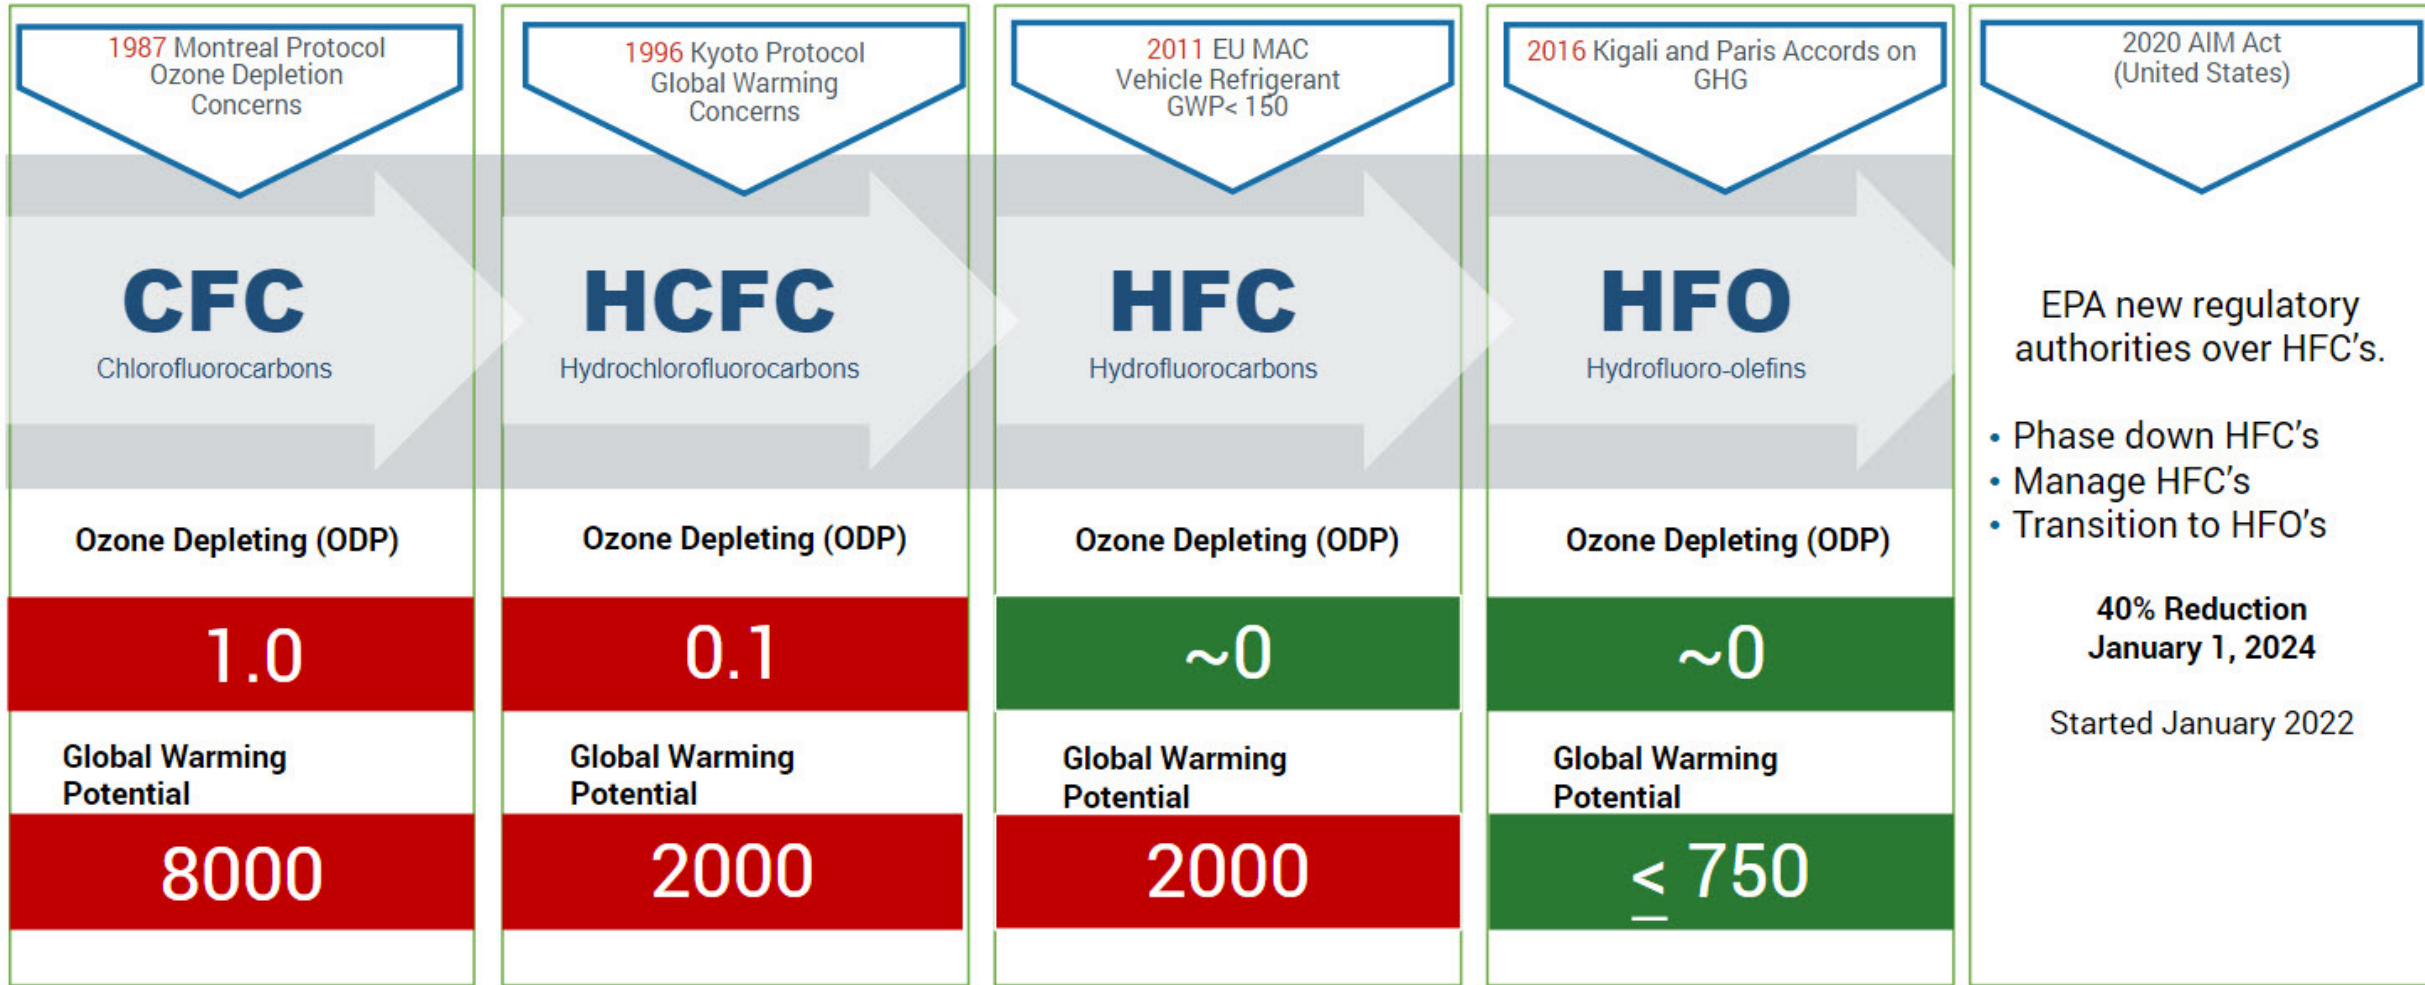 1987 Montreal Protocol
Ozone Depletion
Concerns
CFC
Chlorofluorocarbons
Ozone Depleting (ODP)
1.0
Global Warming
Potential
8000
1996 Kyoto Protocol
Global Warming
Concerns
HCFC
Hydrochlorofluorocarbons
Ozone Depleting (ODP)
0.1
Global Warming
Potential
2000
2011 EU MAC
Vehicle Refrigerant
GWP< 150
HFC
Hydrofluorocarbons
Ozone Depleting (ODP)
~0
Global Warming
Potential
2000
2016 Kigali and Paris Accords on
GHG
HFO
Hydrofluoro-olefins
Ozone Depleting (ODP)
~0
Global Warming
Potential
≤ 750
2020 AIM Act
(United States)
EPA new regulatory
authorities over HFC's.
• Phase down HFC's
• Manage HFC's
• Transition to HFO's
40% Reduction
January 1, 2024
Started January 2022